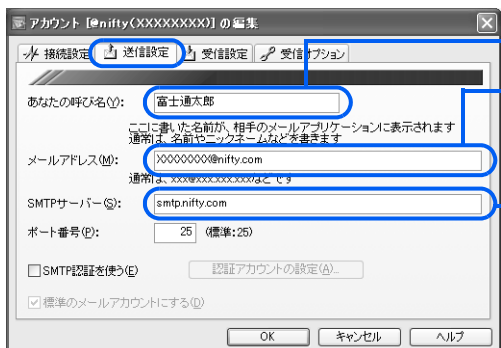 アカウント [@nifty(XXXXXXXX)] の編集
接続設定 送信設定 受信設定 受信オプション
あなたの呼び名(Y): 富士通太郎
ここに書いた名前が、相手のメールアプリケーションに表示されます
通常は、名前やニックネームなどを書きます
メールアドレス(M): XXXXXXXX@nifty.com
通常は、xxx@xxx.xxx.xxxなどです
SMTPサーバー(S): smtp.nifty.com
ポート番号(P): 25 (標準:25)
SMTP認証を使う(E) 認証アカウントの設定(A)...
標準のメールアカウントにする(D)
OK キャンセル ヘルプ